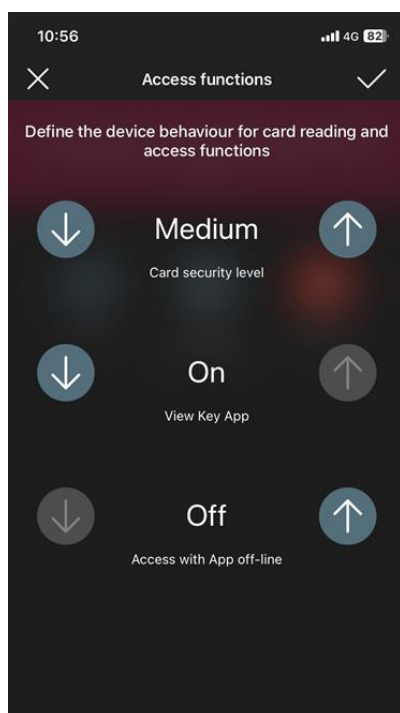 10:56
4G 82
Access functions
Define the device behaviour for card reading and
access functions
Medium
Card security level
On
View Key App
Off
Access with App off-line